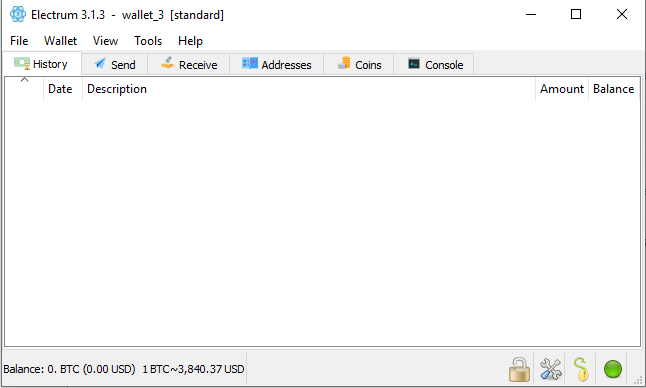 Electrum 3.1.3 - wallet_3 [standard]
File Wallet View Tools Help
History Send Receive Addresses Coins Console
Date Description Amount Balance
Balance: 0. BTC (0.00 USD) 1 BTC~3,840.37 USD